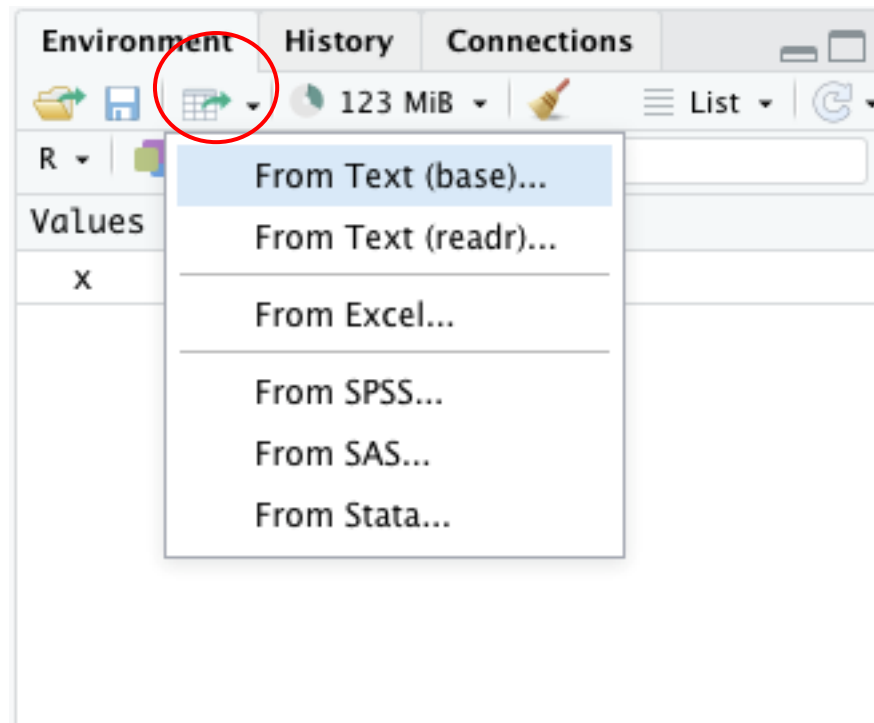 Environment History Connections
123 MiB List
R
From Text (base)...
Values
From Text (readr)...
x
From Excel...
From SPSS...
From SAS...
From Stata...